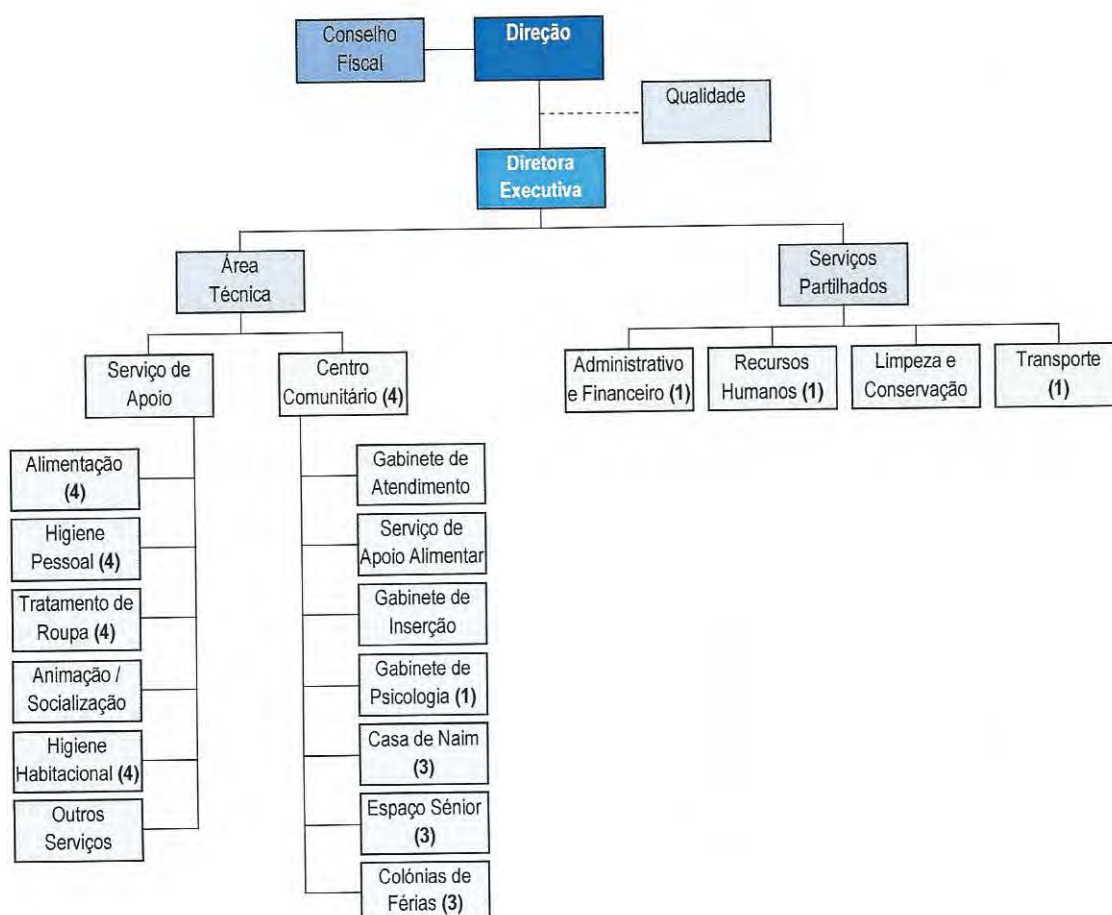 Conselho
Fiscal
Direção
Qualidade
Diretora
Executiva
Área
Técnica
Serviços
Partilhados
Serviço de
Apoio
Centro
Comunitário (4)
Administrativo
e Financeiro (1)
Recursos
Humanos (1)
Limpeza e
Conservação
Transporte
(1)
Alimentação
(4)
Higiene
Pessoal (4)
Tratamento de
Roupa (4)
Animação /
Socialização
Higiene
Habitacional (4)
Outros
Serviços
Gabinete de
Atendimento
Serviço de
Apoio Alimentar
Gabinete de
Inserção
Gabinete de
Psicologia (1)
Casa de Naim
(3)
Espaço Sénior
(3)
Colónias de
Férias (3)